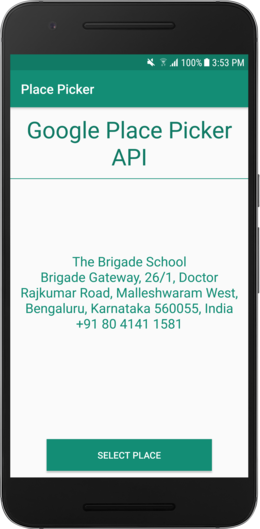 100% 3:53 PM
Place Picker
Google Place Picker
API
The Brigade School
Brigade Gateway, 26/1, Doctor
Rajkumar Road, Malleshwaram West,
Bengaluru, Karnataka 560055, India
+91 80 4141 1581
SELECT PLACE